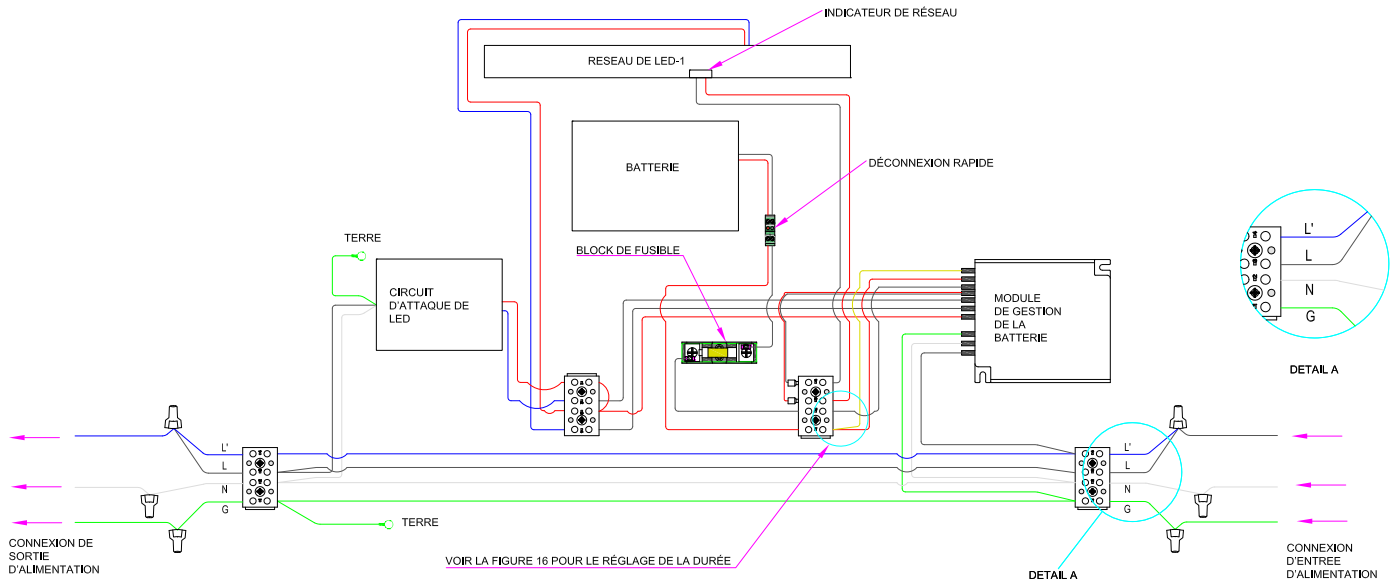 INDICATEUR DE RÉSEAU
RESEAU DE LED-1
BATTERIE
DÉCONNEXION RAPIDE
TERRE
BLOCK DE FUSIBLE
CIRCUIT
D'ATTAQUE DE
LED
MODULE
DE GESTION
DE LA
BATTERIE
L'
L
N
G
DETAIL A
L'
L
N
G
TERRE
L'
L
N
G
CONNEXION DE
SORTIE
D'ALIMENTATION
VOIR LA FIGURE 16 POUR LE RÉGLAGE DE LA DURÉE
DETAIL A
CONNEXION
D'ENTREE
D'ALIMENTATION